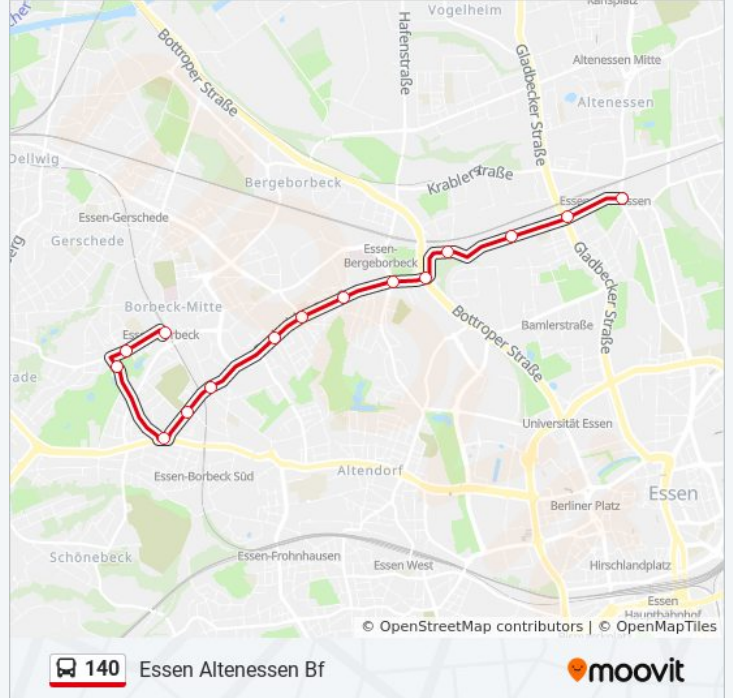 Karlsplatz
Vogelheim
Hafenstraße
Bottroper Straße
Gladbecker Straße
Altenessen Mitte
Altenessen
Dellwig
Bergeborbeck
Krablerstraße
Essen-Gerschede
Gerschede
Essen-
Bergeborbeck
Gladbecker Straße
Borbeck-Mitte
Bottroper Straße
Bamlerstraße
Universität Essen
Altendorf
Essen-Borbeck Süd
Essen
Berliner Platz
Schönebeck
Essen-Frohnhausen
Essen West
Hirschlandplatz
Essen
Hauptbahnhof
© OpenStreetMap contributors | © OpenMapTiles
140 Essen Altenessen Bf
moovit